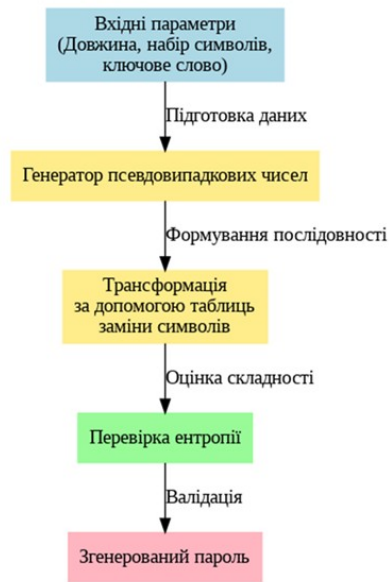 Вхідні параметри
(Довжина, набір символів,
ключове слово)
Підготовка даних
Генератор псевдовипадкових чисел
Формування послідовності
Трансформація
за допомогою таблиць
заміни символів
Оцінка складності
Перевірка ентропії
Валідація
Згенерований пароль